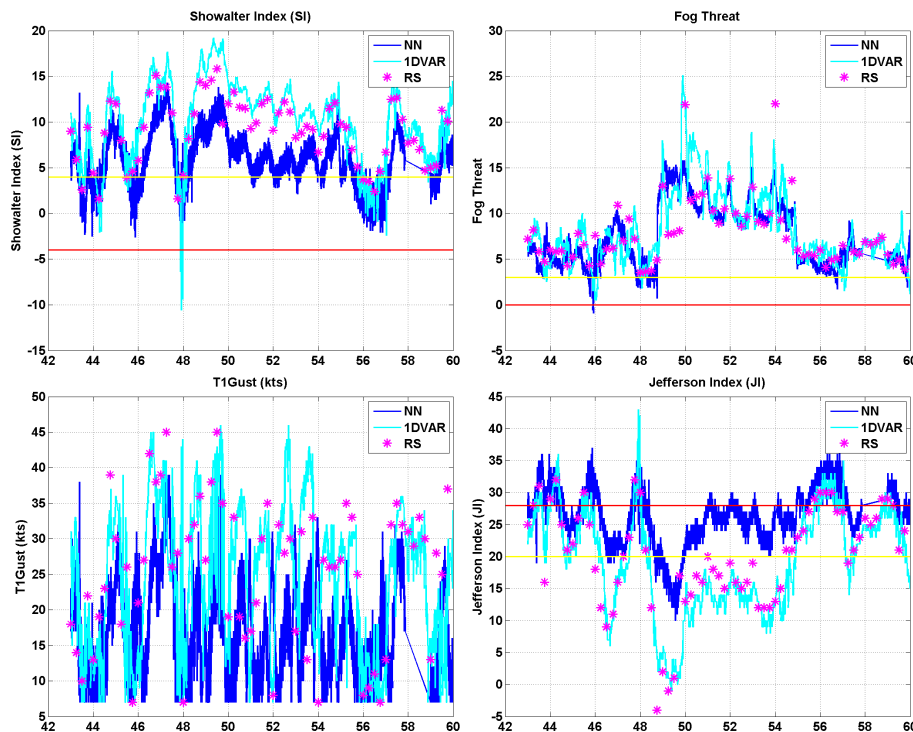 Showalter Index (SI)
Showalter Index (SI)
20
15
10
5
0
-5
-10
-15
42 44 46 48 50 52 54 56 58 60
NN
1DVAR
RS
Fog Threat
Fog Threat
30
25
20
15
10
5
0
-5
42 44 46 48 50 52 54 56 58 60
NN
1DVAR
RS
T1Gust (kts)
T1Gust (kts)
50
45
40
35
30
25
20
15
10
5
42 44 46 48 50 52 54 56 58 60
NN
1DVAR
RS
Jefferson Index (JI)
Jefferson Index (JI)
45
40
35
30
25
20
15
10
5
0
-5
42 44 46 48 50 52 54 56 58 60
NN
1DVAR
RS